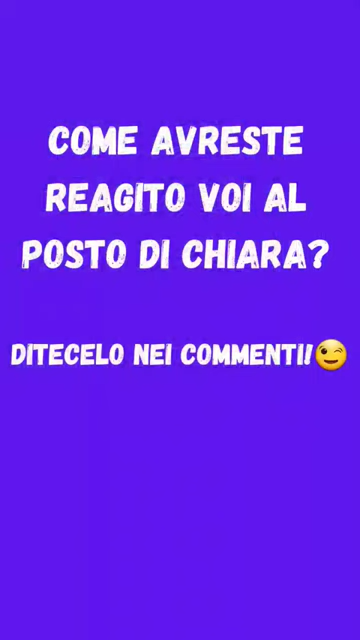 COME AVRESTE
REAGITO VOI AL
POSTO DI CHIARA?
DITECELO NEI COMMENTI!😉